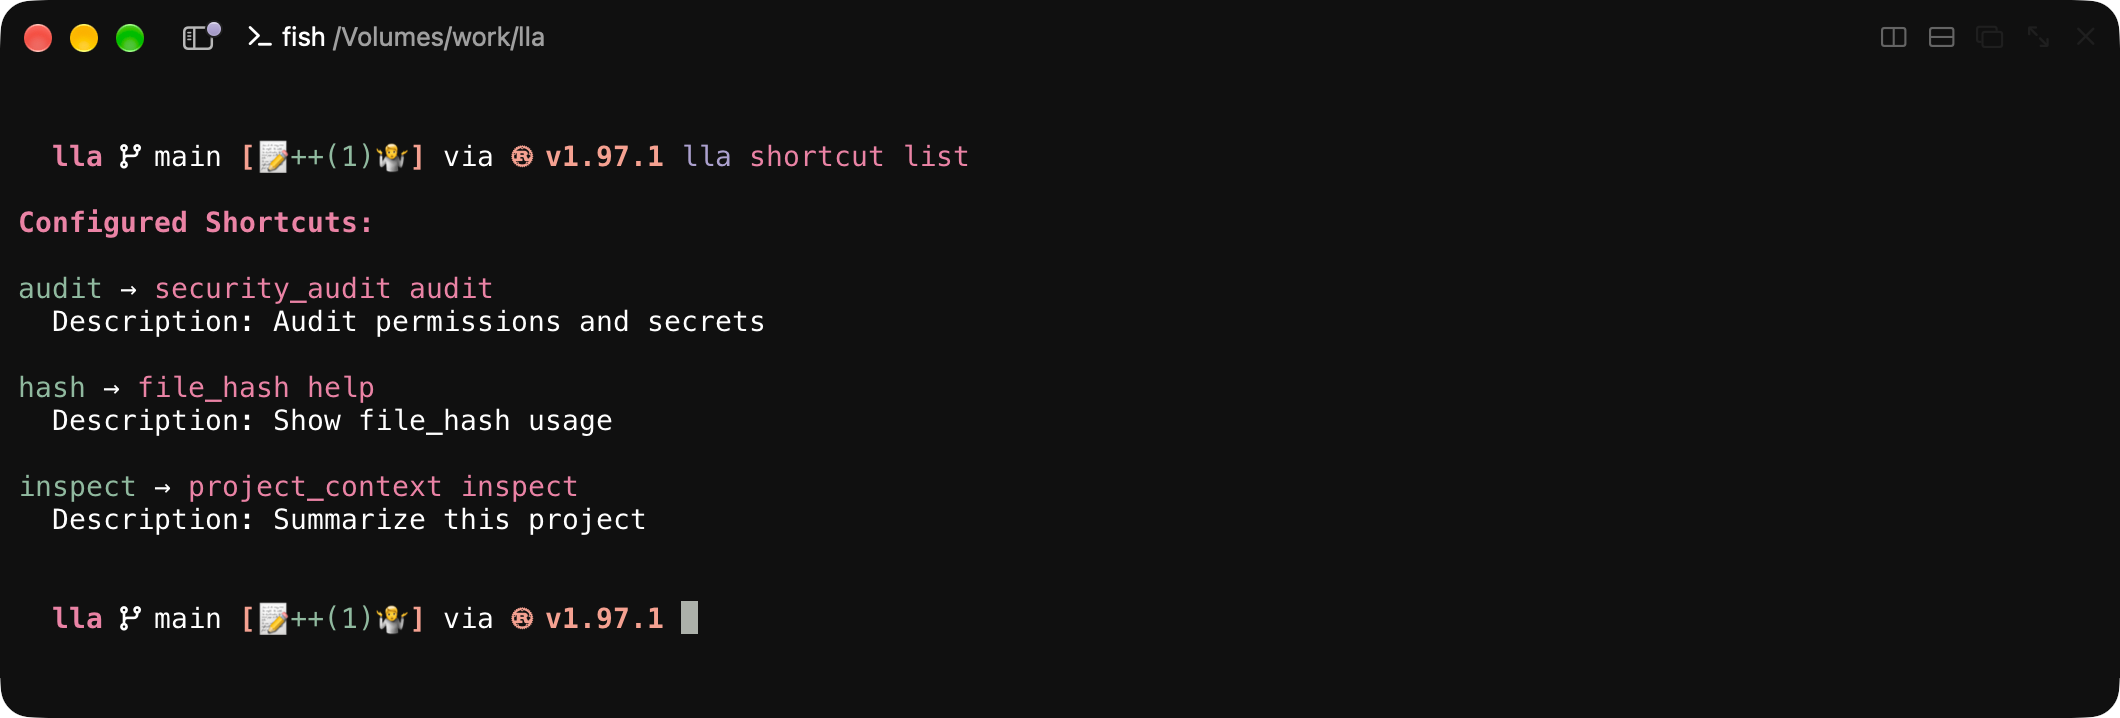 fish /Volumes/work/lla
lla main [📝++(1)🤷] via v1.97.1 lla shortcut list
Configured Shortcuts:
audit → security_audit audit
Description: Audit permissions and secrets
hash → file_hash help
Description: Show file_hash usage
inspect → project_context inspect
Description: Summarize this project
lla main [📝++(1)🤷] via v1.97.1